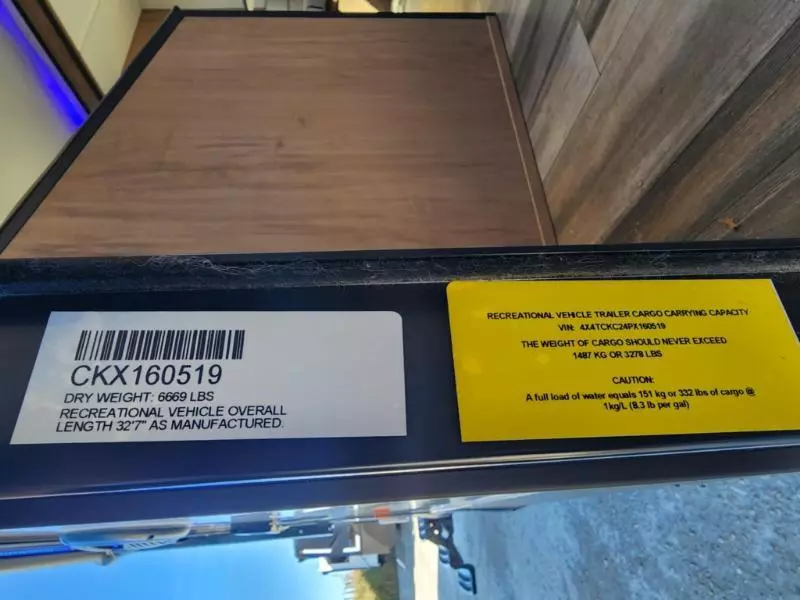 CKX160519
DRY WEIGHT: 6669 LBS
RECREATIONAL VEHICLE OVERALL
LENGTH 32'7" AS MANUFACTURED.
RECREATIONAL VEHICLE TRAILER CARGO CARRYING CAPACITY
VIN: 4X4TCKC24PX160519
THE WEIGHT OF CARGO SHOULD NEVER EXCEED
1487 KG OR 3278 LBS
CAUTION:
A full load of water equals 151 kg or 332 lbs of cargo @
1kg/L (8.3 lb per gal)